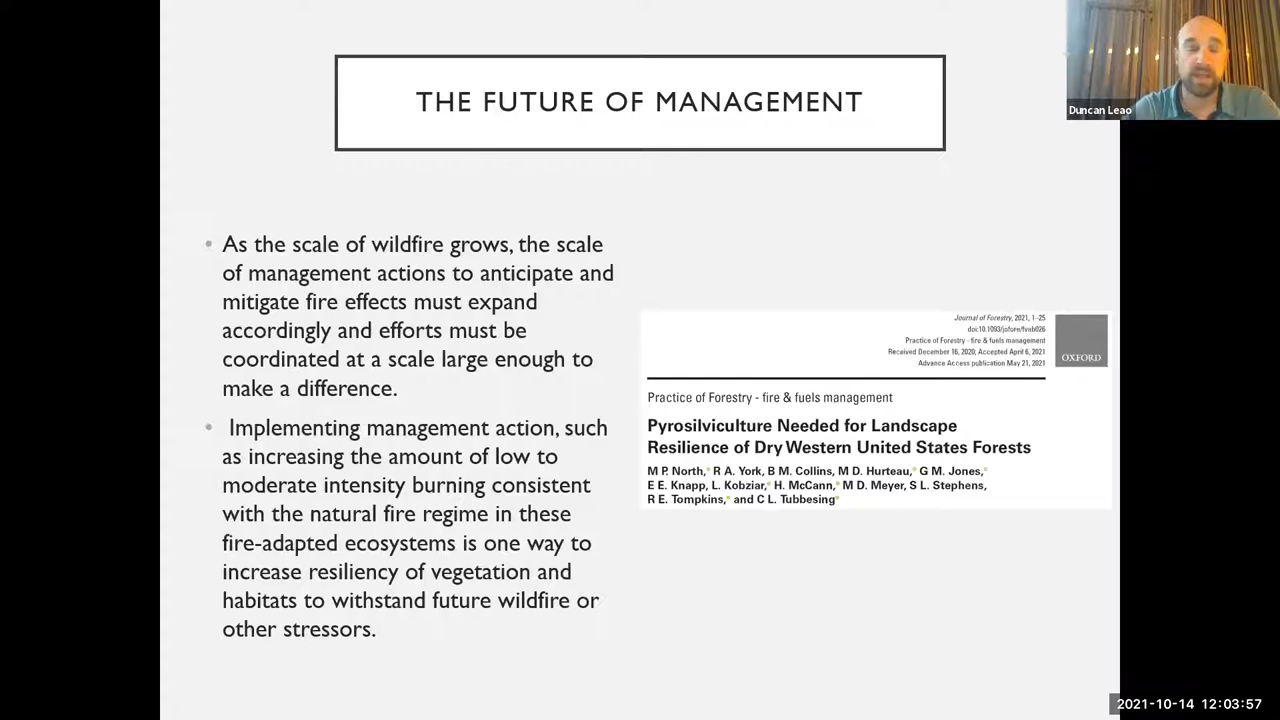 THE FUTURE OF MANAGEMENT
Duncan Leao
• As the scale of wildfire grows, the scale
of management actions to anticipate and
mitigate fire effects must expand
accordingly and efforts must be
coordinated at a scale large enough to
make a difference.
• Implementing management action, such
as increasing the amount of low to
moderate intensity burning consistent
with the natural fire regime in these
fire-adapted ecosystems is one way to
increase resiliency of vegetation and
habitats to withstand future wildfire or
other stressors.
Journal of Forestry, 2021, 1–25
doi:10.1093/jofore/fvab026
Practice of Forestry - fire & fuels management
Received December 16, 2020; Accepted April 6, 2021
Advance Access publication May 21, 2021
OXFORD
Practice of Forestry - fire & fuels management
Pyrosilviculture Needed for Landscape
Resilience of Dry Western United States Forests
M P. North, R A. York, B M. Collins, M D. Hurteau, G M. Jones,
E E. Knapp, L. Kobziar, H. McCann, M D. Meyer, S L. Stephens,
R E. Tompkins, and C L. Tubbesing
2021-10-14 12:03:57